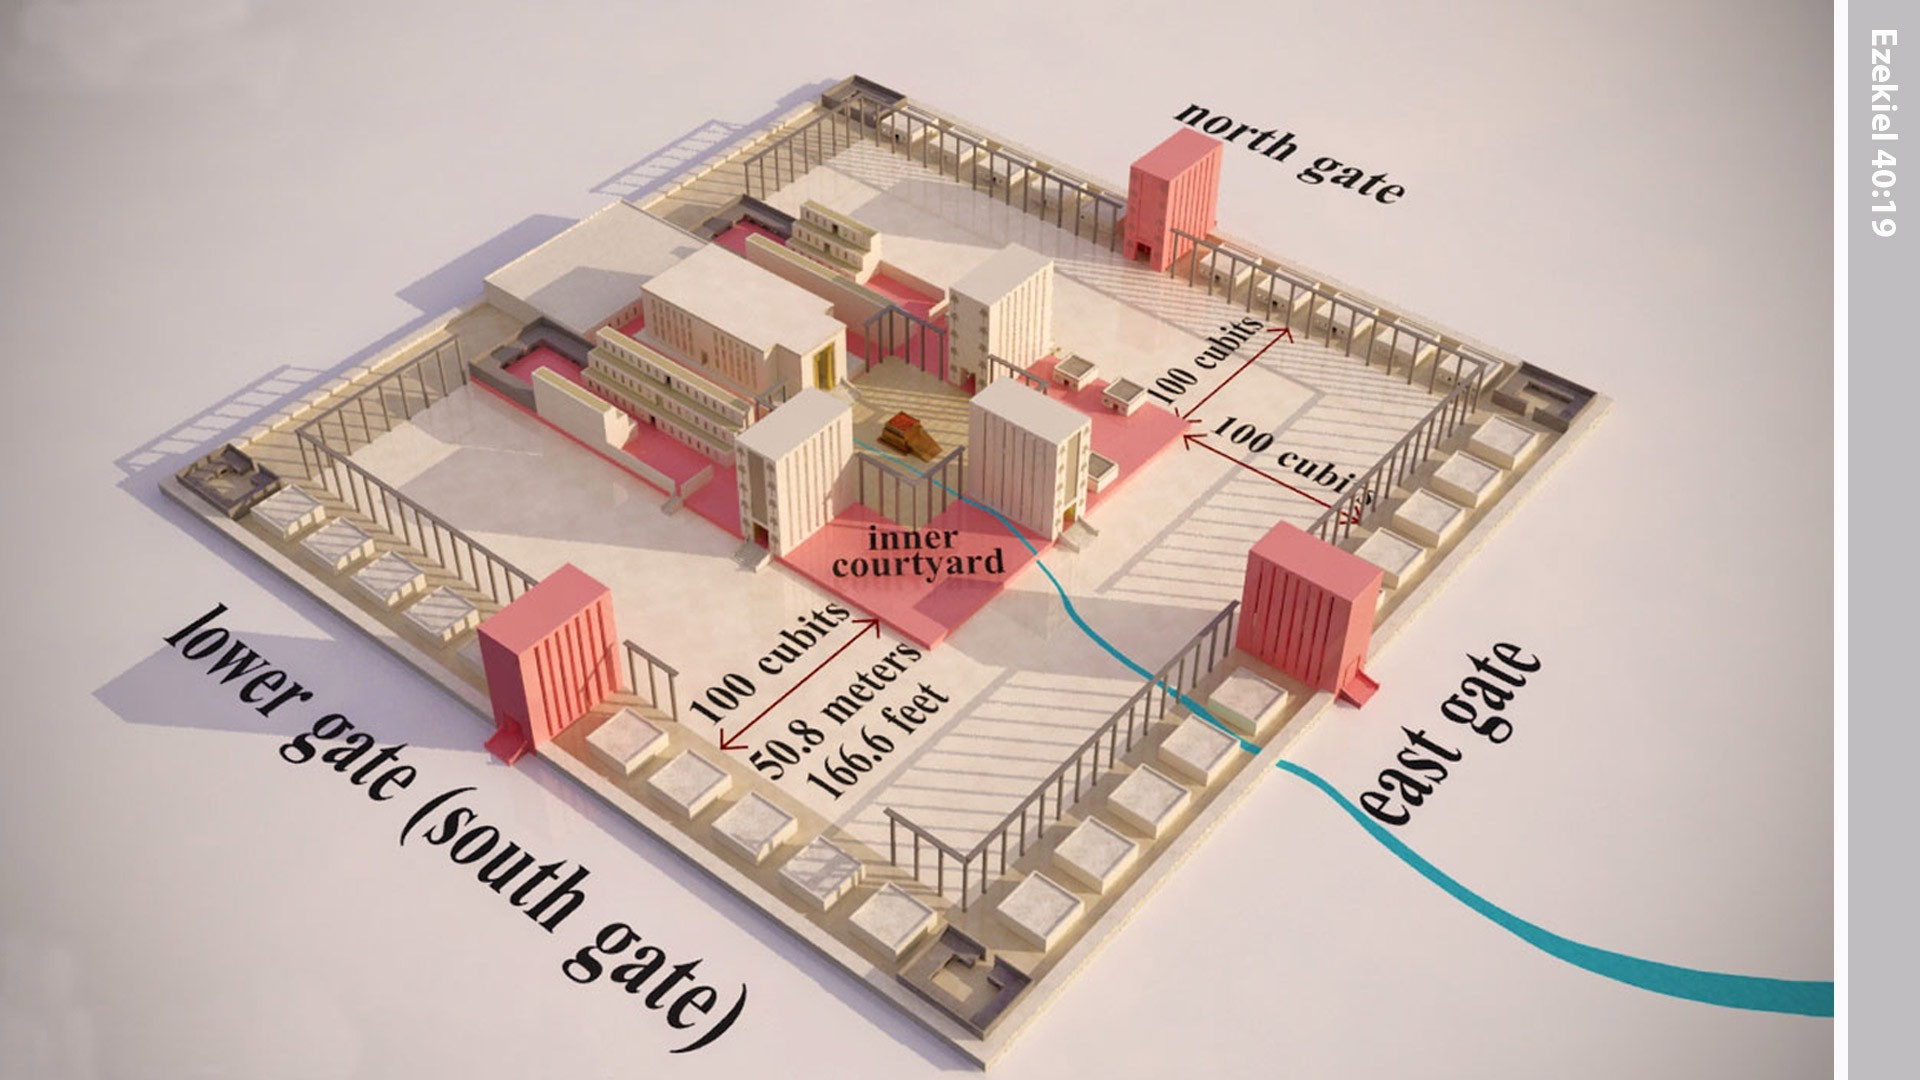 Ezekiel 40:19
north gate
100 cubits
100 cubits
inner
courtyard
100 cubits
50.8 meters
166.6 feet
lower gate (south gate)
east gate